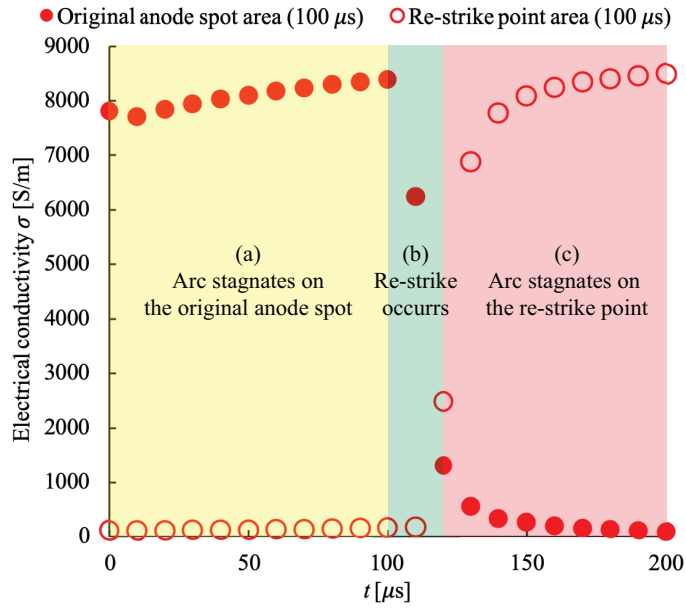 Original anode spot area (100 μs)
Re-strike point area (100 μs)
Electrical conductivity σ [S/m]
9000
8000
7000
6000
5000
4000
3000
2000
1000
0
(a)
Arc stagnates on
the original anode spot
(b)
Re-strike
occurrs
(c)
Arc stagnates on
the re-strike point
0
50
100
150
200
t [μs]